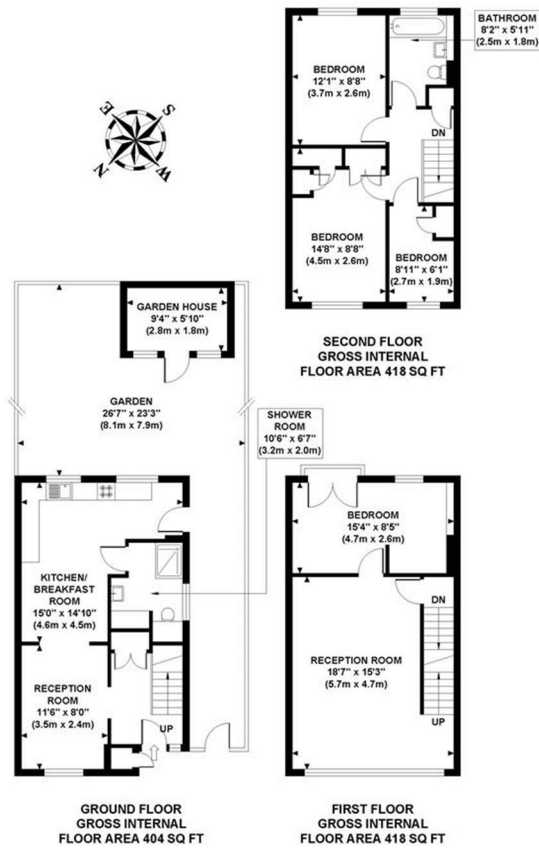 BATHROOM
8'2" x 5'11"
(2.5m x 1.8m)
BEDROOM
12'1" x 8'8"
(3.7m x 2.6m)
DN
BEDROOM
14'8" x 8'8"
(4.5m x 2.6m)
BEDROOM
8'11" x 6'1"
(2.7m x 1.9m)
SECOND FLOOR
GROSS INTERNAL
FLOOR AREA 418 SQ FT
S
E
W
N
GARDEN HOUSE
9'4" x 5'10"
(2.8m x 1.8m)
GARDEN
26'7" x 23'3"
(8.1m x 7.9m)
SHOWER
ROOM
10'6" x 6'7"
(3.2m x 2.0m)
KITCHEN/
BREAKFAST
ROOM
15'0" x 14'10"
(4.6m x 4.5m)
RECEPTION
ROOM
11'6" x 8'0"
(3.5m x 2.4m)
UP
GROUND FLOOR
GROSS INTERNAL
FLOOR AREA 404 SQ FT
BEDROOM
15'4" x 8'5"
(4.7m x 2.6m)
DN
RECEPTION ROOM
18'7" x 15'3"
(5.7m x 4.7m)
UP
FIRST FLOOR
GROSS INTERNAL
FLOOR AREA 418 SQ FT